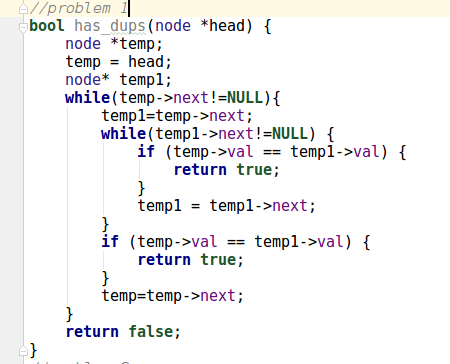 //problem 1
bool has_dups(node *head) {
    node *temp;
    temp = head;
    node* temp1;
    while(temp->next!=NULL){
        temp1=temp->next;
        while(temp1->next!=NULL) {
            if (temp->val == temp1->val) {
                return true;
            }
            temp1 = temp1->next;
        }
        if (temp->val == temp1->val) {
            return true;
        }
        temp=temp->next;
    }
    return false;
}